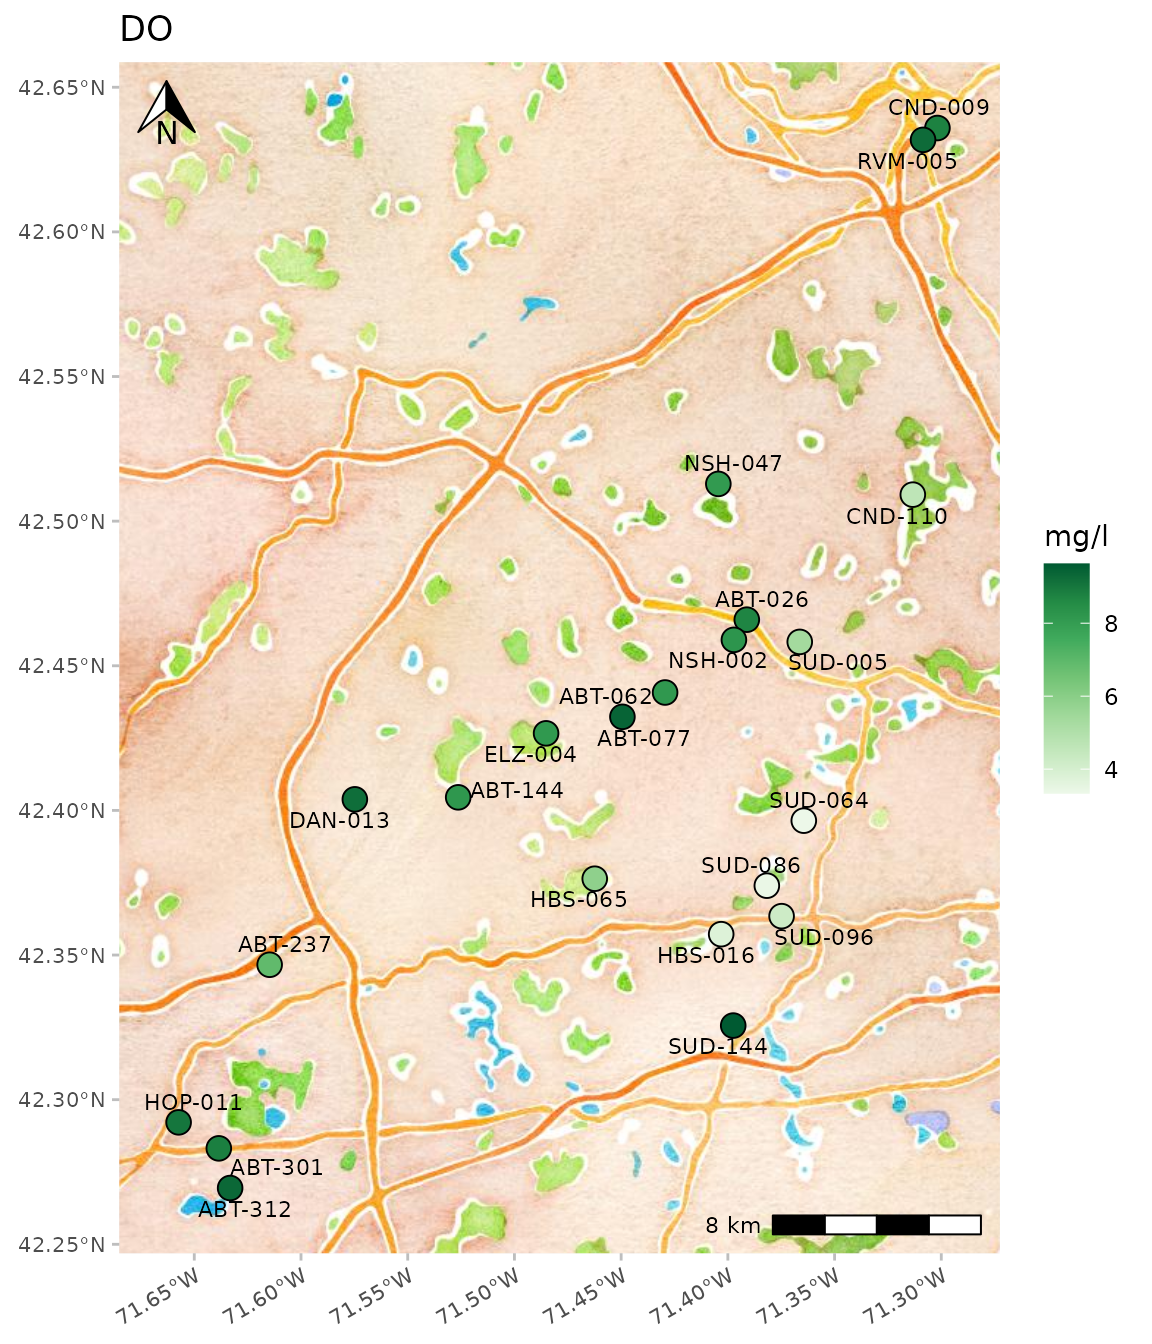 DO
42.65°N
42.60°N
42.55°N
42.50°N
42.45°N
42.40°N
42.35°N
42.30°N
42.25°N
N
CND-009
RVM-005
NSH-047
CND-110
ABT-026
NSH-002
SUD-005
ABT-062
ABT-077
ELZ-004
ABT-144
DAN-013
SUD-064
SUD-086
HBS-065
SUD-096
ABT-237
HBS-016
SUD-144
HOP-011
ABT-301
ABT-312
8 km
71.65°W
71.60°W
71.55°W
71.50°W
71.45°W
71.40°W
71.35°W
71.30°W
mg/l
8
6
4